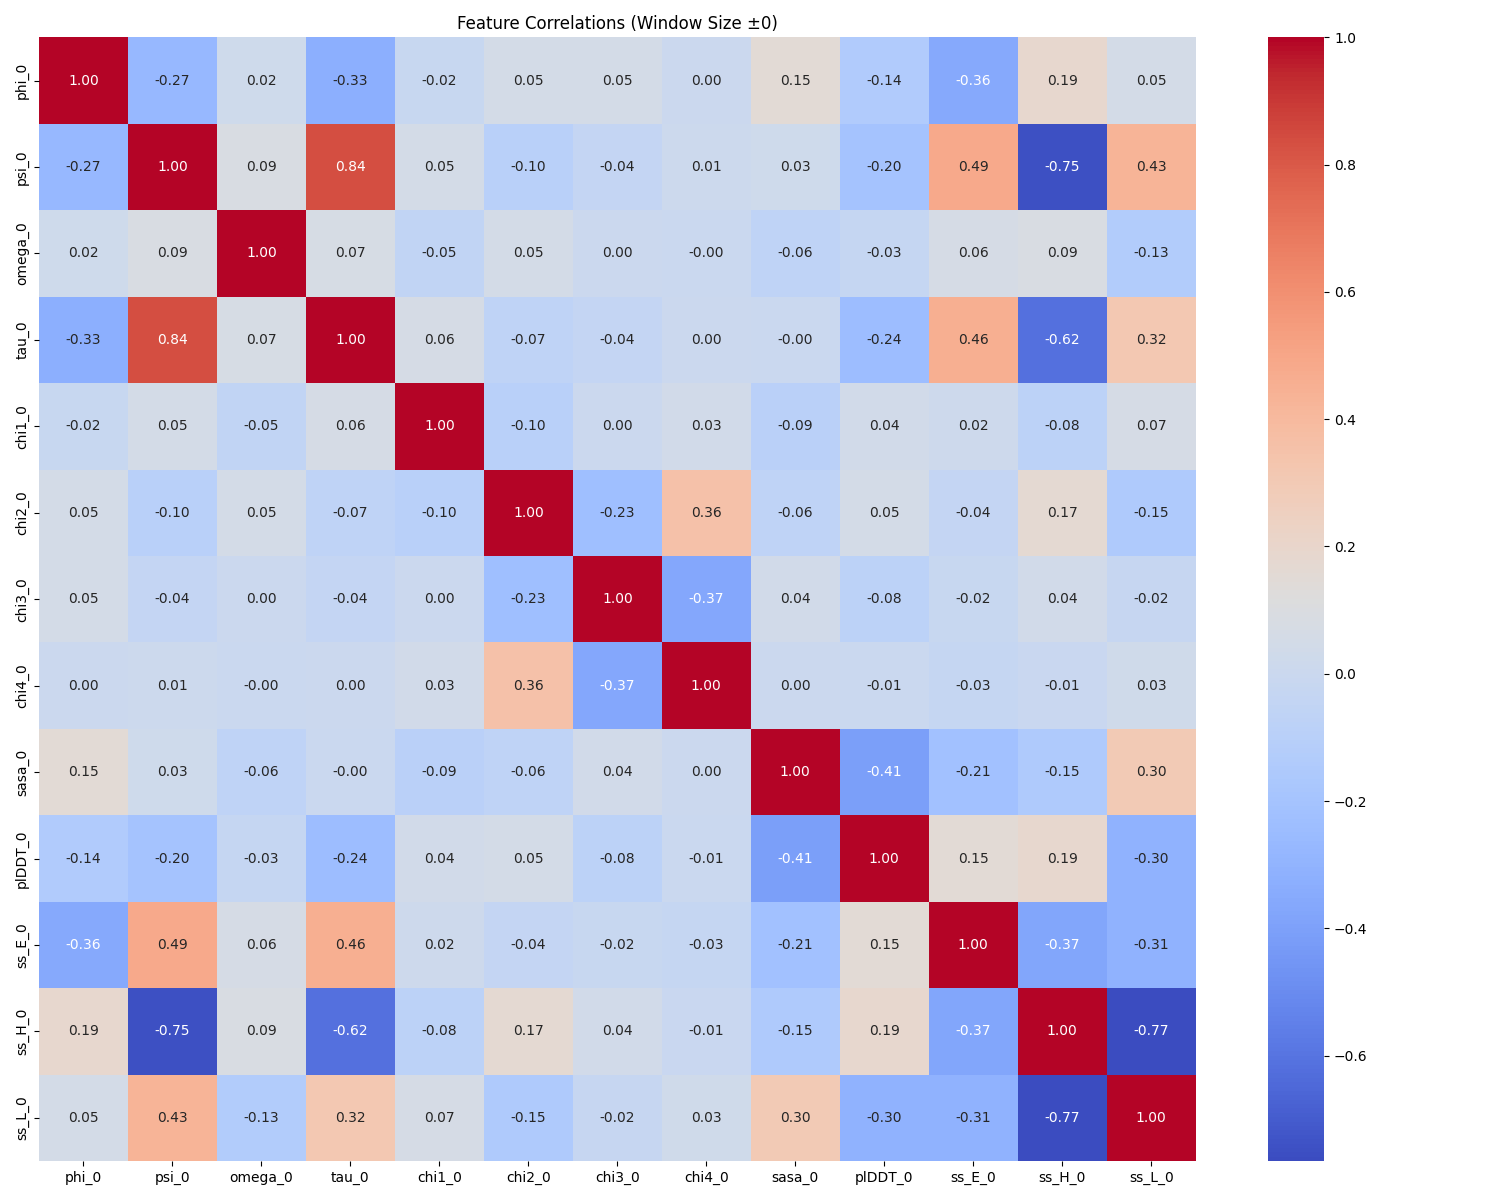 Feature Correlations (Window Size ±0)
phi_0 1.00 -0.27 0.02 -0.33 -0.02 0.05 0.05 0.00 0.15 -0.14 -0.36 0.19 0.05
psi_0 -0.27 1.00 0.09 0.84 0.05 -0.10 -0.04 0.01 0.03 -0.20 0.49 -0.75 0.43
omega_0 0.02 0.09 1.00 0.07 -0.05 0.05 0.00 -0.00 -0.06 -0.03 0.06 0.09 -0.13
tau_0 -0.33 0.84 0.07 1.00 0.06 -0.07 -0.04 0.00 -0.00 -0.24 0.46 -0.62 0.32
chi1_0 -0.02 0.05 -0.05 0.06 1.00 -0.10 0.00 0.03 -0.09 0.04 0.02 -0.08 0.07
chi2_0 0.05 -0.10 0.05 -0.07 -0.10 1.00 -0.23 0.36 -0.06 0.05 -0.04 0.17 -0.15
chi3_0 0.05 -0.04 0.00 -0.04 0.00 -0.23 1.00 -0.37 0.04 -0.08 -0.02 0.04 -0.02
chi4_0 0.00 0.01 -0.00 0.00 0.03 0.36 -0.37 1.00 0.00 -0.01 -0.03 -0.01 0.03
sasa_0 0.15 0.03 -0.06 -0.00 -0.09 -0.06 0.04 0.00 1.00 -0.41 -0.21 -0.15 0.30
plDDT_0 -0.14 -0.20 -0.03 -0.24 0.04 0.05 -0.08 -0.01 -0.41 1.00 0.15 0.19 -0.30
ss_E_0 -0.36 0.49 0.06 0.46 0.02 -0.04 -0.02 -0.03 -0.21 0.15 1.00 -0.37 -0.31
ss_H_0 0.19 -0.75 0.09 -0.62 -0.08 0.17 0.04 -0.01 -0.15 0.19 -0.37 1.00 -0.77
ss_L_0 0.05 0.43 -0.13 0.32 0.07 -0.15 -0.02 0.03 0.30 -0.30 -0.31 -0.77 1.00
phi_0 psi_0 omega_0 tau_0 chi1_0 chi2_0 chi3_0 chi4_0 sasa_0 plDDT_0 ss_E_0 ss_H_0 ss_L_0
1.0
0.8
0.6
0.4
0.2
0.0
−0.2
−0.4
−0.6